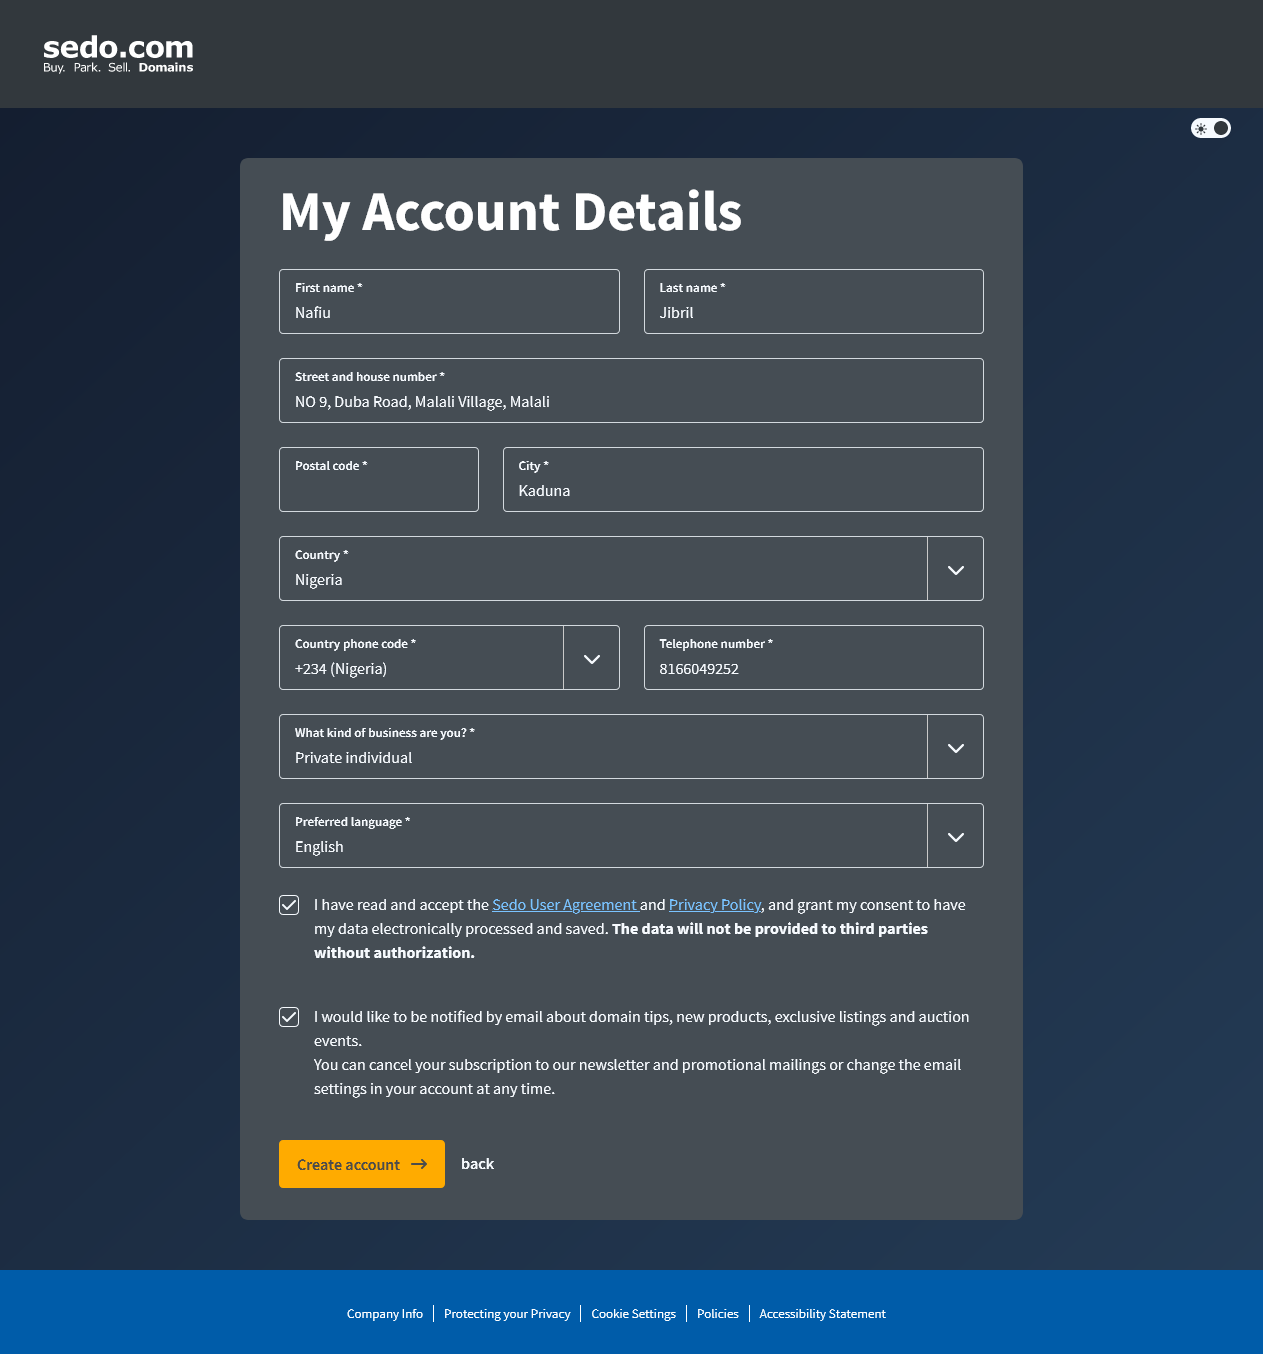 sedo.com
Buy. Park. Sell. Domains
My Account Details
First name *
Nafiu
Last name *
Jibril
Street and house number *
NO 9, Duba Road, Malali Village, Malali
Postal code *
City *
Kaduna
Country *
Nigeria
Country phone code *
+234 (Nigeria)
Telephone number *
8166049252
What kind of business are you? *
Private individual
Preferred language *
English
I have read and accept the Sedo User Agreement and Privacy Policy, and grant my consent to have
my data electronically processed and saved. The data will not be provided to third parties
without authorization.
I would like to be notified by email about domain tips, new products, exclusive listings and auction
events.
You can cancel your subscription to our newsletter and promotional mailings or change the email
settings in your account at any time.
Create account
back
Company Info
Protecting your Privacy
Cookie Settings
Policies
Accessibility Statement